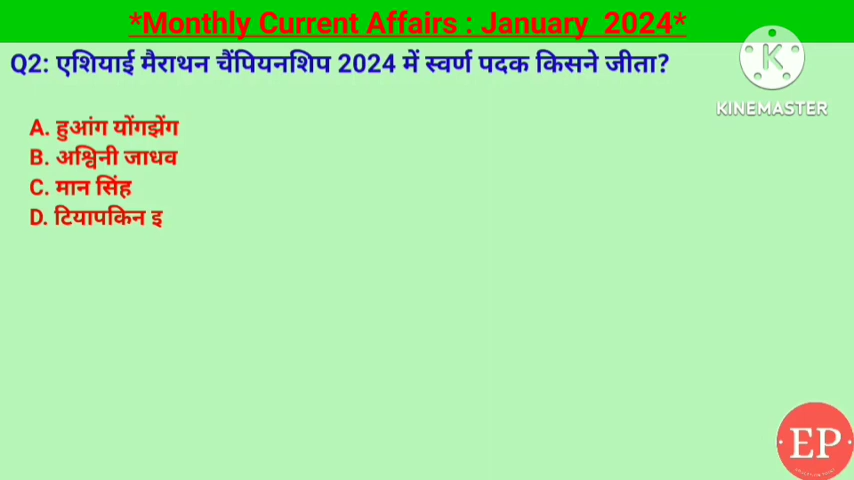 *Monthly Current Affairs : January 2024*
Q2: एशियाई मैराथन चैंपियनशिप 2024 में स्वर्ण पदक किसने जीता?
KINEMASTER
A. हुआंग योंगझेंग
B. अश्विनी जाधव
C. मान सिंह
D. टियापकिन इ
EP